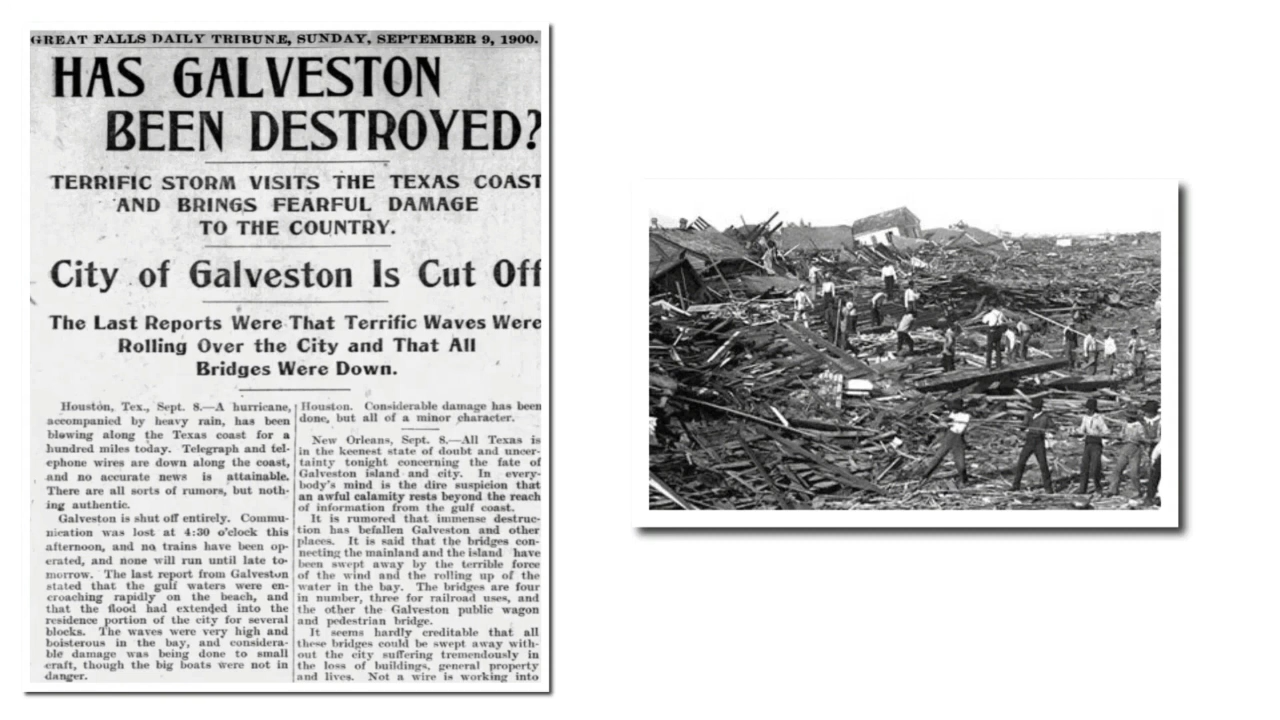 GREAT FALLS DAILY TRIBUNE, SUNDAY, SEPTEMBER 9, 1900.
HAS GALVESTON
BEEN DESTROYED?
TERRIFIC STORM VISITS THE TEXAS COAST
AND BRINGS FEARFUL DAMAGE
TO THE COUNTRY.
City of Galveston Is Cut Off
The Last Reports Were That Terrific Waves Were
Rolling Over the City and That All
Bridges Were Down.
Houston, Tex., Sept. 8.—A hurricane,
accompanied by heavy rain, has been
blowing along the Texas coast for a
hundred miles today. Telegraph and tel-
ephone wires are down along the coast,
and no accurate news is attainable.
There are all sorts of rumors, but noth-
ing authentic.
Galveston is shut off entirely. Commu-
nication was lost at 4:30 o'clock this
afternoon, and no trains have been op-
erated, and none will run until late to-
morrow. The last report from Galveston
stated that the gulf waters were en-
croaching rapidly on the beach, and
that the flood had extended into the
residence portion of the city for several
blocks. The waves were very high and
boisterous in the bay, and considera-
ble damage was being done to small
craft, though the big boats were not in
danger.
Houston. Considerable damage has been
done, but all of a minor character.
New Orleans, Sept. 8.—All Texas is
in the keenest state of doubt and uncer-
tainty tonight concerning the fate of
Galveston island and city. In every-
body's mind is the dire suspicion that
an awful calamity rests beyond the reach
of information from the gulf coast.
It is rumored that immense destruc-
tion has befallen Galveston and other
places. It is said that the bridges con-
necting the mainland and the island have
been swept away by the terrible force
of the wind and the rolling up of the
water in the bay. The bridges are four
in number, three for railroad uses, and
the other the Galveston public wagon
and pedestrian bridge.
It seems hardly creditable that all
these bridges could be swept away with-
out the city suffering tremendously in
the loss of buildings, general property
and lives. Not a wire is working into